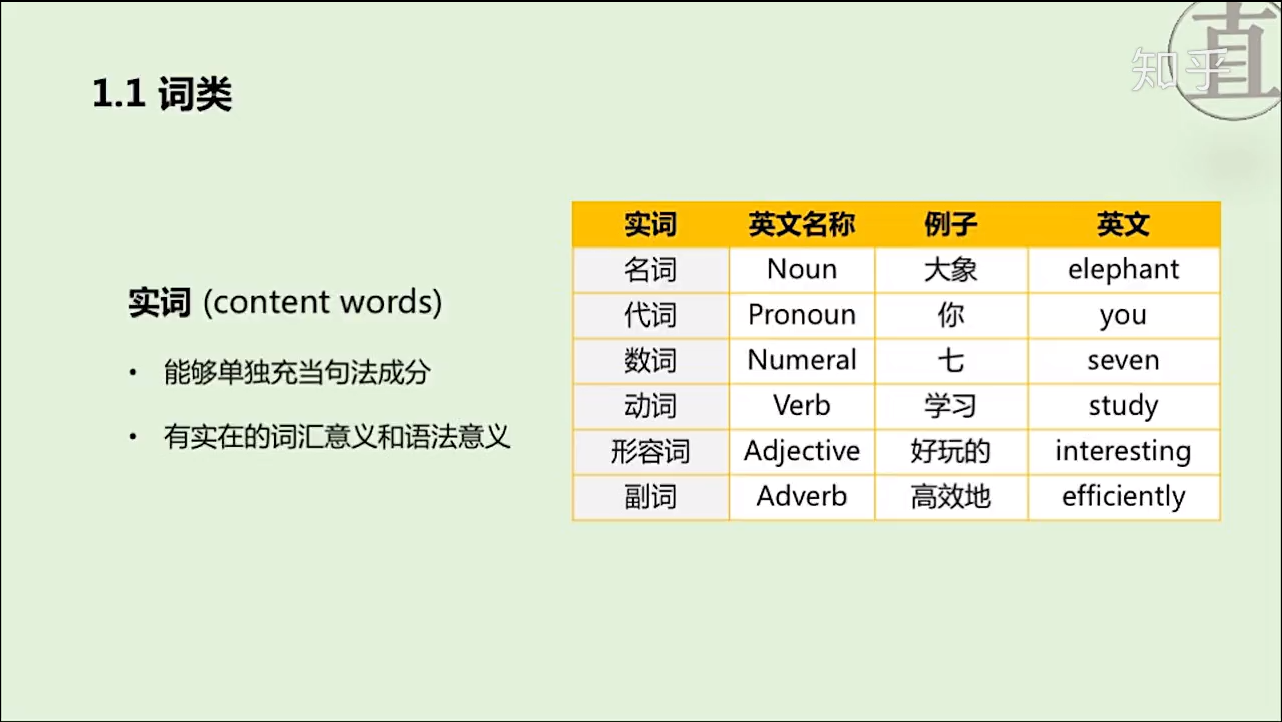 知乎
直
1.1 词类
实词 (content words)
• 能够单独充当句法成分
• 有实在的词汇意义和语法意义
实词 英文名称 例子 英文
名词 Noun 大象 elephant
代词 Pronoun 你 you
数词 Numeral 七 seven
动词 Verb 学习 study
形容词 Adjective 好玩的 interesting
副词 Adverb 高效地 efficiently